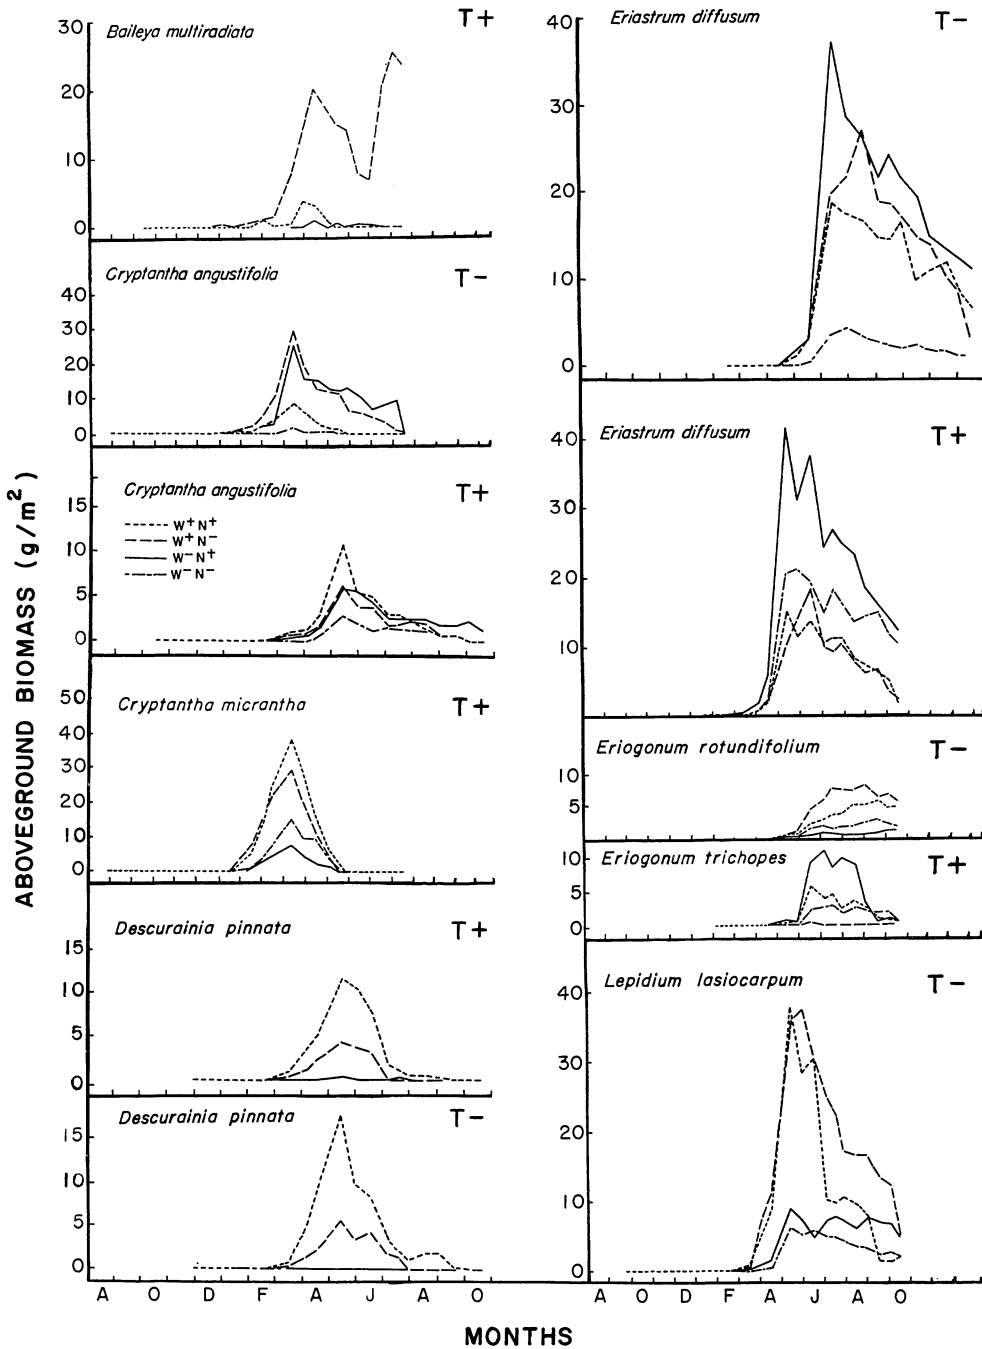 ABOVEGROUND BIOMASS (g/m²)
Baileya multiradiata T+
30
20
10
0
Cryptantha angustifolia T-
40
30
20
10
0
Cryptantha angustifolia T+
W+N+
W+N-
W-N+
W-N-
15
10
5
0
Cryptantha micrantha T+
50
40
30
20
10
0
Descurainia pinnata T+
15
10
5
0
Descurainia pinnata T-
15
10
5
0
A O D F A J A O
Eriastrum diffusum T-
40
30
20
10
0
Eriastrum diffusum T+
40
30
20
10
Eriogonum rotundifolium T-
10
5
0
Eriogonum trichopes T+
10
5
0
Lepidium lasiocarpum T-
40
30
20
10
0
A O D F A J A O
MONTHS